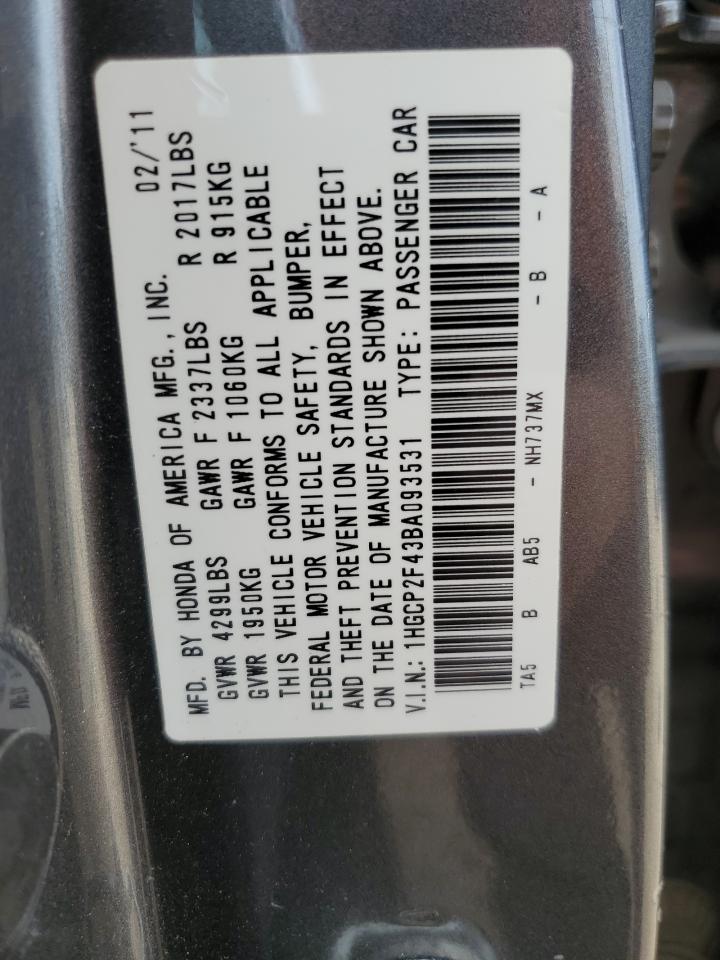 MFD. BY HONDA OF AMERICA MFG., INC. 02/'11
GVWR 4299LBS GAWR F 2337LBS R 2017LBS
GVWR 1950KG GAWR F 1060KG R 915KG
THIS VEHICLE CONFORMS TO ALL APPLICABLE
FEDERAL MOTOR VEHICLE SAFETY, BUMPER,
AND THEFT PREVENTION STANDARDS IN EFFECT
ON THE DATE OF MANUFACTURE SHOWN ABOVE.
V.I.N.: 1HGCP2F43BA093531 TYPE: PASSENGER CAR
TA5 B AB5 - NH737MX - B - A